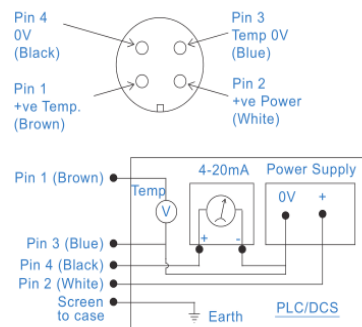 Pin 4
0V
(Black)
Pin 3
Temp 0V
(Blue)
Pin 1
+ve Temp.
(Brown)
Pin 2
+ve Power
(White)
4-20mA
Power Supply
Pin 1 (Brown)
Temp
V
0V
+
+
-
Pin 3 (Blue)
Pin 4 (Black)
Pin 2 (White)
Screen
to case
Earth
PLC/DCS